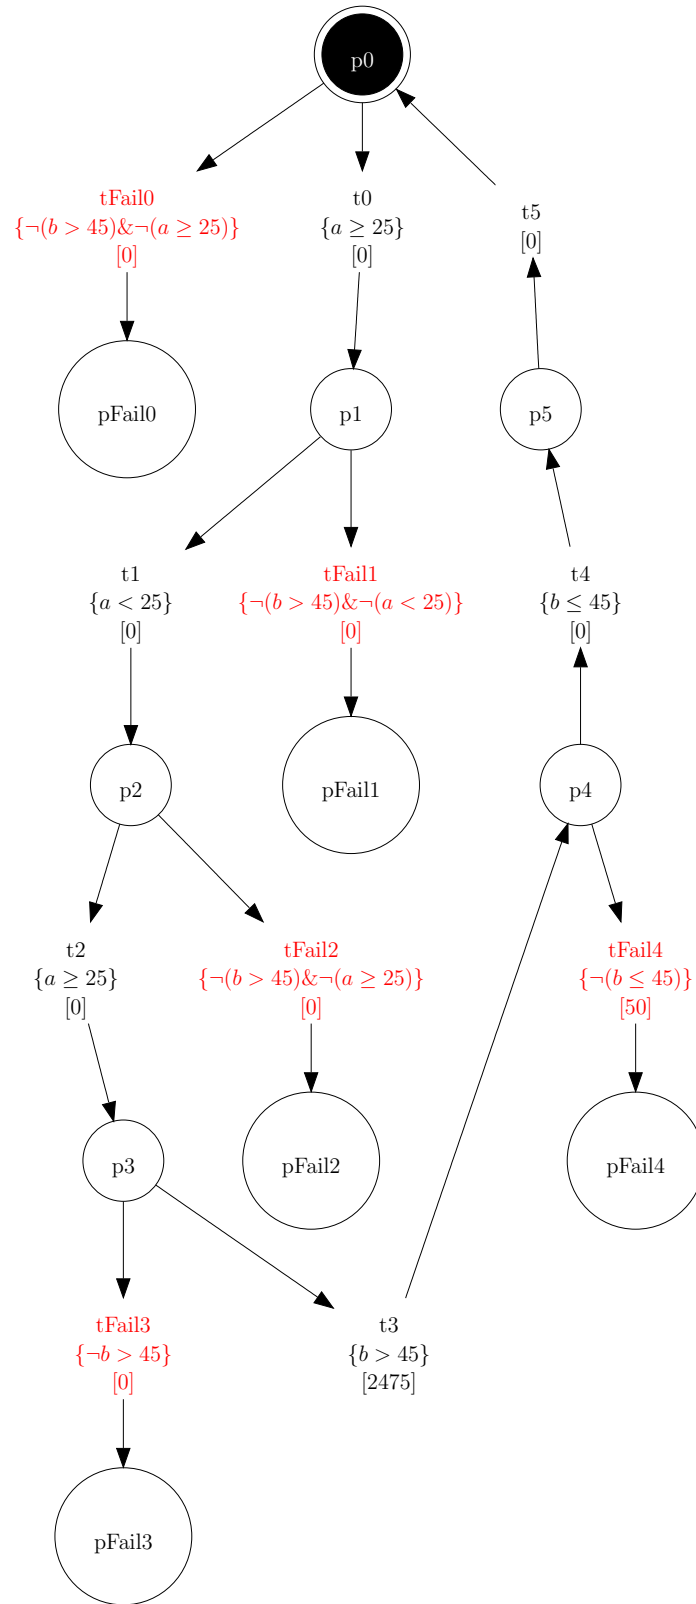 p0
tFail0
{¬(b > 45)&¬(a ≥ 25)}
[0]
t0
{a ≥ 25}
[0]
t5
[0]
pFail0
p1
p5
t1
{a < 25}
[0]
tFail1
{¬(b > 45)&¬(a < 25)}
[0]
t4
{b ≤ 45}
[0]
p2
pFail1
p4
t2
{a ≥ 25}
[0]
tFail2
{¬(b > 45)&¬(a ≥ 25)}
[0]
tFail4
{¬(b ≤ 45)}
[50]
p3
pFail2
pFail4
tFail3
{¬b > 45}
[0]
t3
{b > 45}
[2475]
pFail3